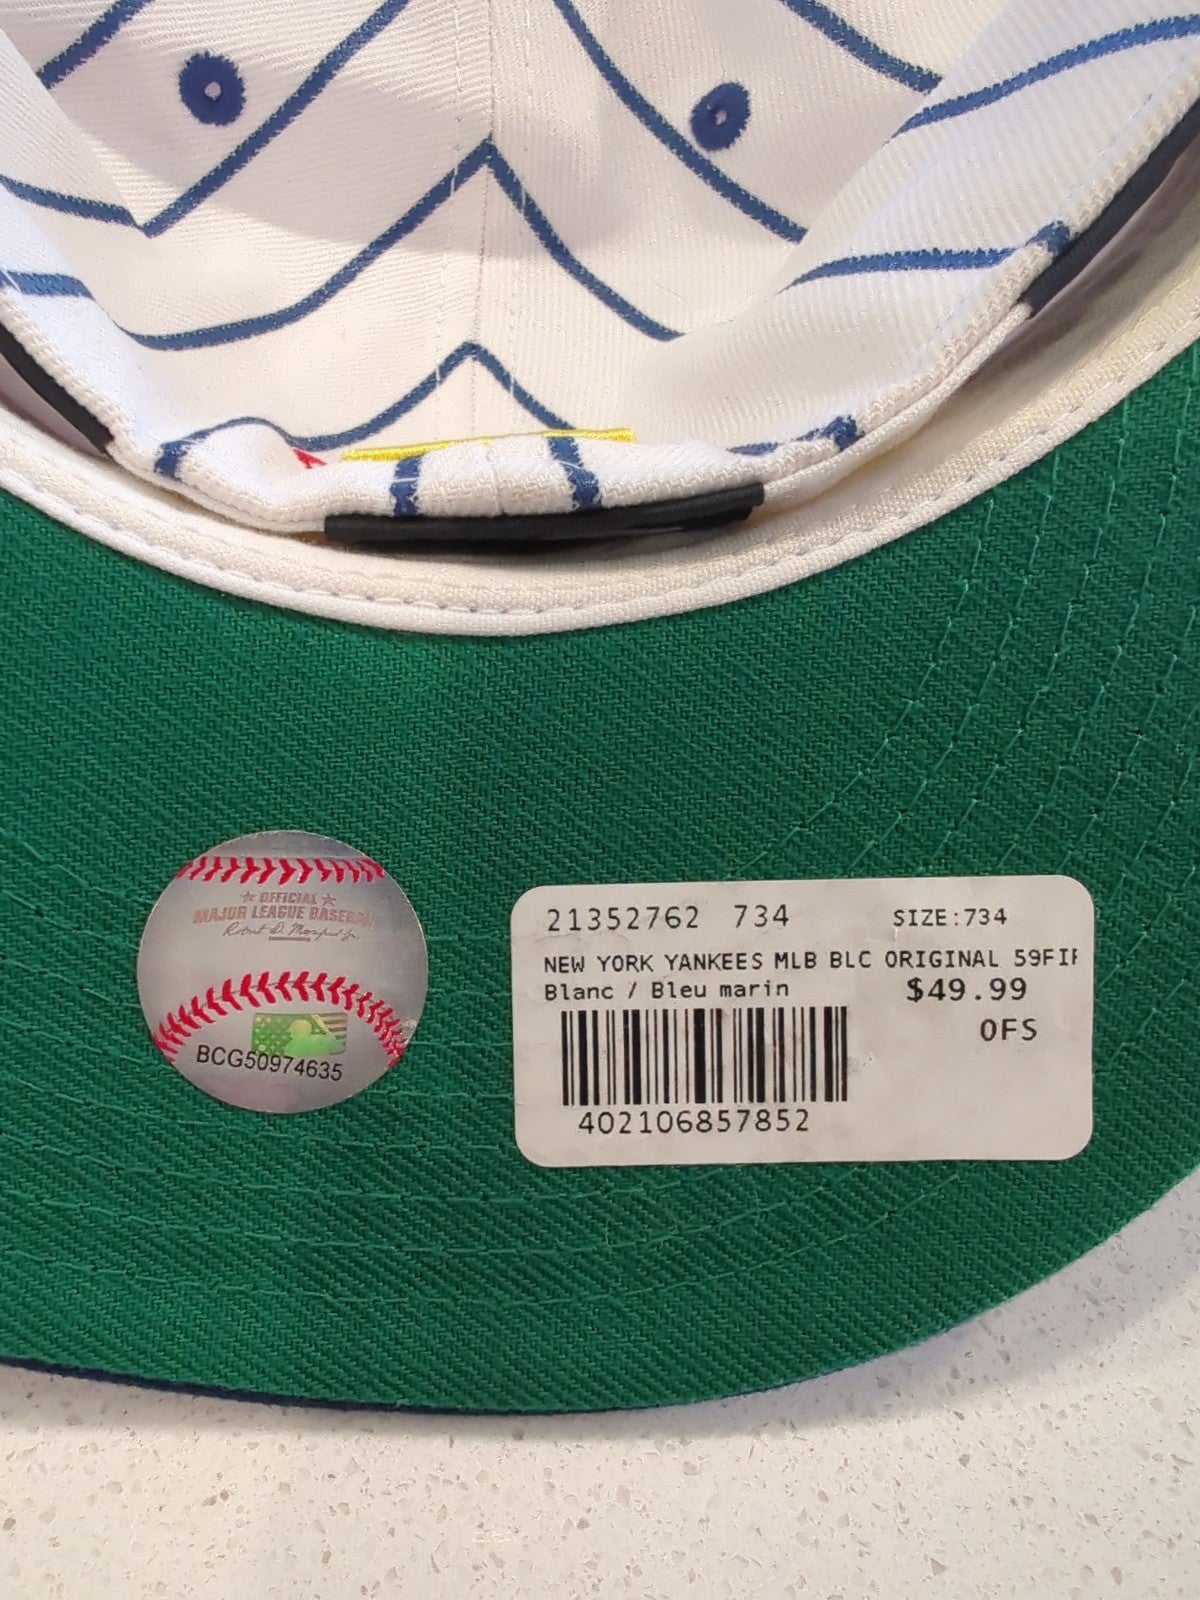 OFFICIAL
MAJOR LEAGUE BASEBALL
BCG50974635
21352762 734 SIZE:734
NEW YORK YANKEES MLB BLC ORIGINAL 59FIF
Blanc / Bleu marin $49.99
OFS
402106857852